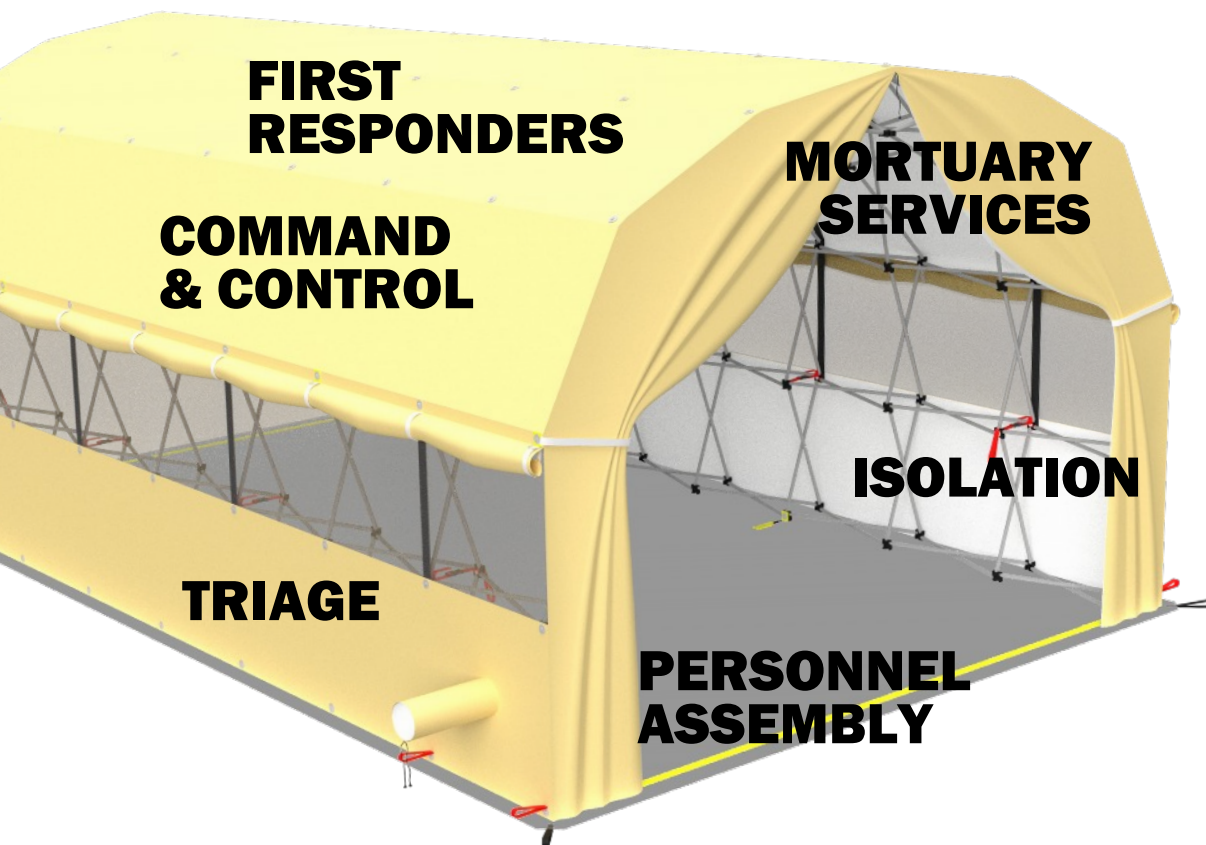 FIRST
RESPONDERS
MORTUARY
SERVICES
COMMAND
& CONTROL
ISOLATION
TRIAGE
PERSONNEL
ASSEMBLY